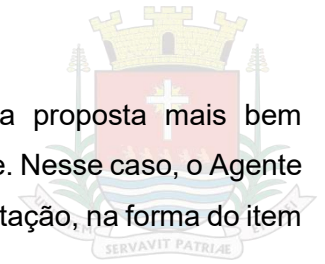 a proposta mais bem
e. Nesse caso, o Agente
tação, na forma do item
SERVAVIT PATRIAE